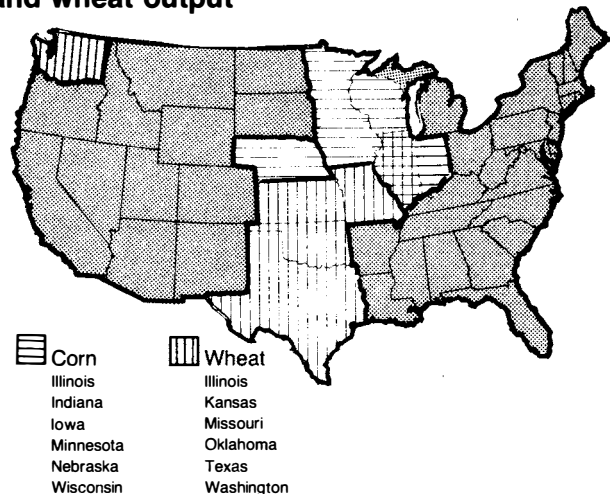 and wheat output
Corn
Illinois
Indiana
Iowa
Minnesota
Nebraska
Wisconsin
Wheat
Illinois
Kansas
Missouri
Oklahoma
Texas
Washington